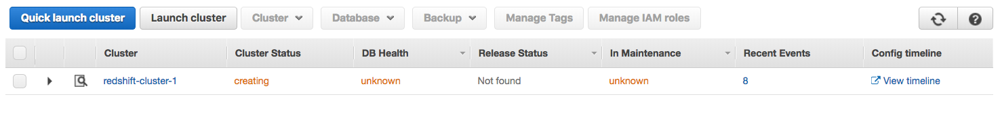 Quick launch cluster Launch cluster Cluster Database Backup Manage Tags Manage IAM roles
Cluster Cluster Status DB Health Release Status In Maintenance Recent Events Config timeline
redshift-cluster-1 creating unknown Not found unknown 8 View timeline